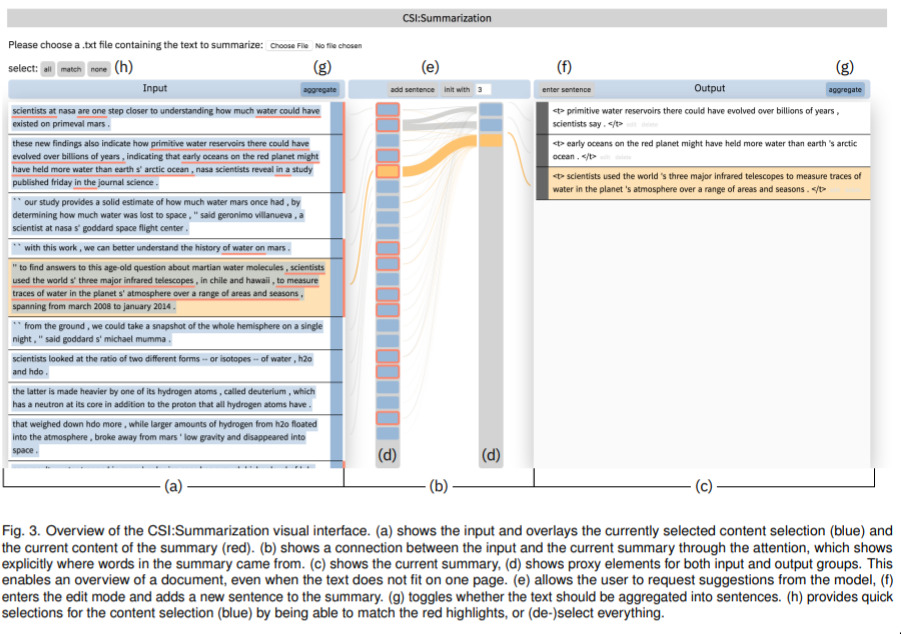 CSI:Summarization
Please choose a .txt file containing the text to summarize: Choose File No file chosen
select: all match none (h) (g) (e) (f) (g)
Input aggregate add sentence init with 3 enter sentence Output aggregate
scientists at nasa are one step closer to understanding how much water could have
existed on primeval mars .
these new findings also indicate how primitive water reservoirs there could have
evolved over billions of years , indicating that early oceans on the red planet might
have held more water than earth s' arctic ocean , nasa scientists reveal in a study
published friday in the journal science .
`` our study provides a solid estimate of how much water mars once had , by
determining how much water was lost to space , '' said geronimo villanueva , a
scientist at nasa s' goddard space flight center .
`` with this work , we can better understand the history of water on mars .
'' to find answers to this age-old question about martian water molecules , scientists
used the world s' three major infrared telescopes , in chile and hawaii , to measure
traces of water in the planet s' atmosphere over a range of areas and seasons ,
spanning from march 2008 to january 2014 .
`` from the ground , we could take a snapshot of the whole hemisphere on a single
night , '' said goddard s' michael mumma .
scientists looked at the ratio of two different forms -- or isotopes -- of water , h2o
and hdo .
the latter is made heavier by one of its hydrogen atoms , called deuterium , which
has a neutron at its core in addition to the proton that all hydrogen atoms have .
that weighed down hdo more , while larger amounts of hydrogen from h2o floated
into the atmosphere , broke away from mars ' low gravity and disappeared into
space .
(d) (d)
<t> primitive water reservoirs there could have evolved over billions of years ,
scientists say . </t>
<t> early oceans on the red planet might have held more water than earth 's arctic
ocean . </t>
<t> scientists used the world 's three major infrared telescopes to measure traces of
water in the planet 's atmosphere over a range of areas and seasons . </t>
(a) (b) (c)
Fig. 3. Overview of the CSI:Summarization visual interface. (a) shows the input and overlays the currently selected content selection (blue) and
the current content of the summary (red). (b) shows a connection between the input and the current summary through the attention, which shows
explicitly where words in the summary came from. (c) shows the current summary, (d) shows proxy elements for both input and output groups. This
enables an overview of a document, even when the text does not fit on one page. (e) allows the user to request suggestions from the model, (f)
enters the edit mode and adds a new sentence to the summary. (g) toggles whether the text should be aggregated into sentences. (h) provides quick
selections for the content selection (blue) by being able to match the red highlights, or (de-)select everything.